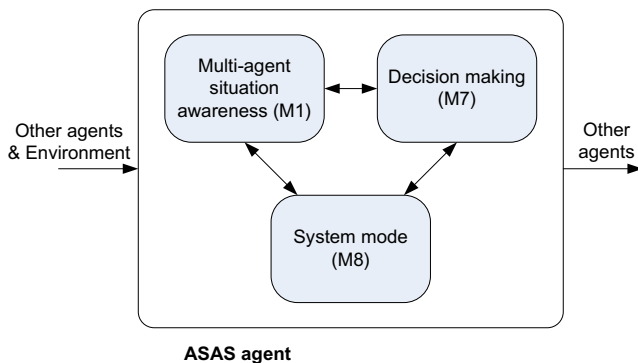 Multi-agent
situation
awareness (M1)
Decision making
(M7)
Other agents
& Environment
Other
agents
System mode
(M8)
ASAS agent